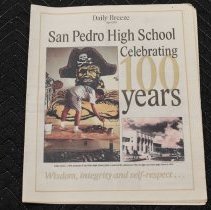 Daily Breeze
San Pedro High School
Celebrating
100
years
Wisdom, integrity and self-respect . . .